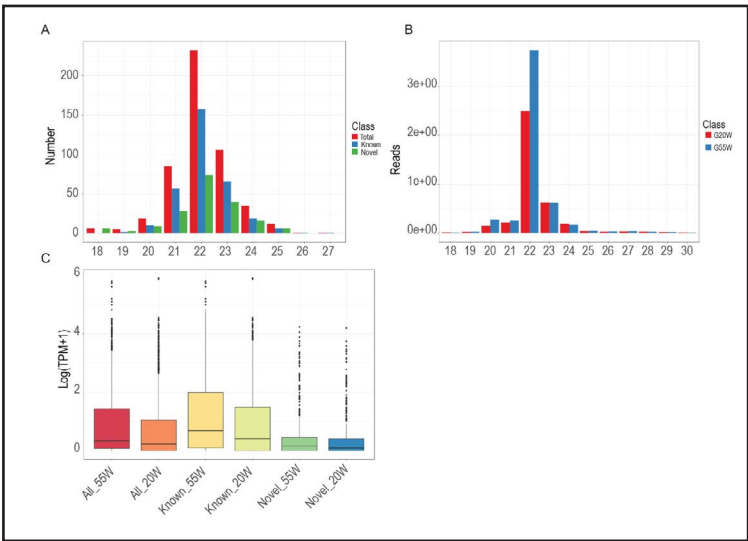 A
200
150
100
50
0
Number
18 19 20 21 22 23 24 25 26 27
Class
Total
Known
Novel
B
3e+00
2e+00
1e+00
0e+00
Reads
18 19 20 21 22 23 24 25 26 27 28 29 30
Class
G20W
G55W
C
6
4
2
0
Log(TPM+1)
All_55W
All_20W
Known_55W
Known_20W
Novel_55W
Novel_20W